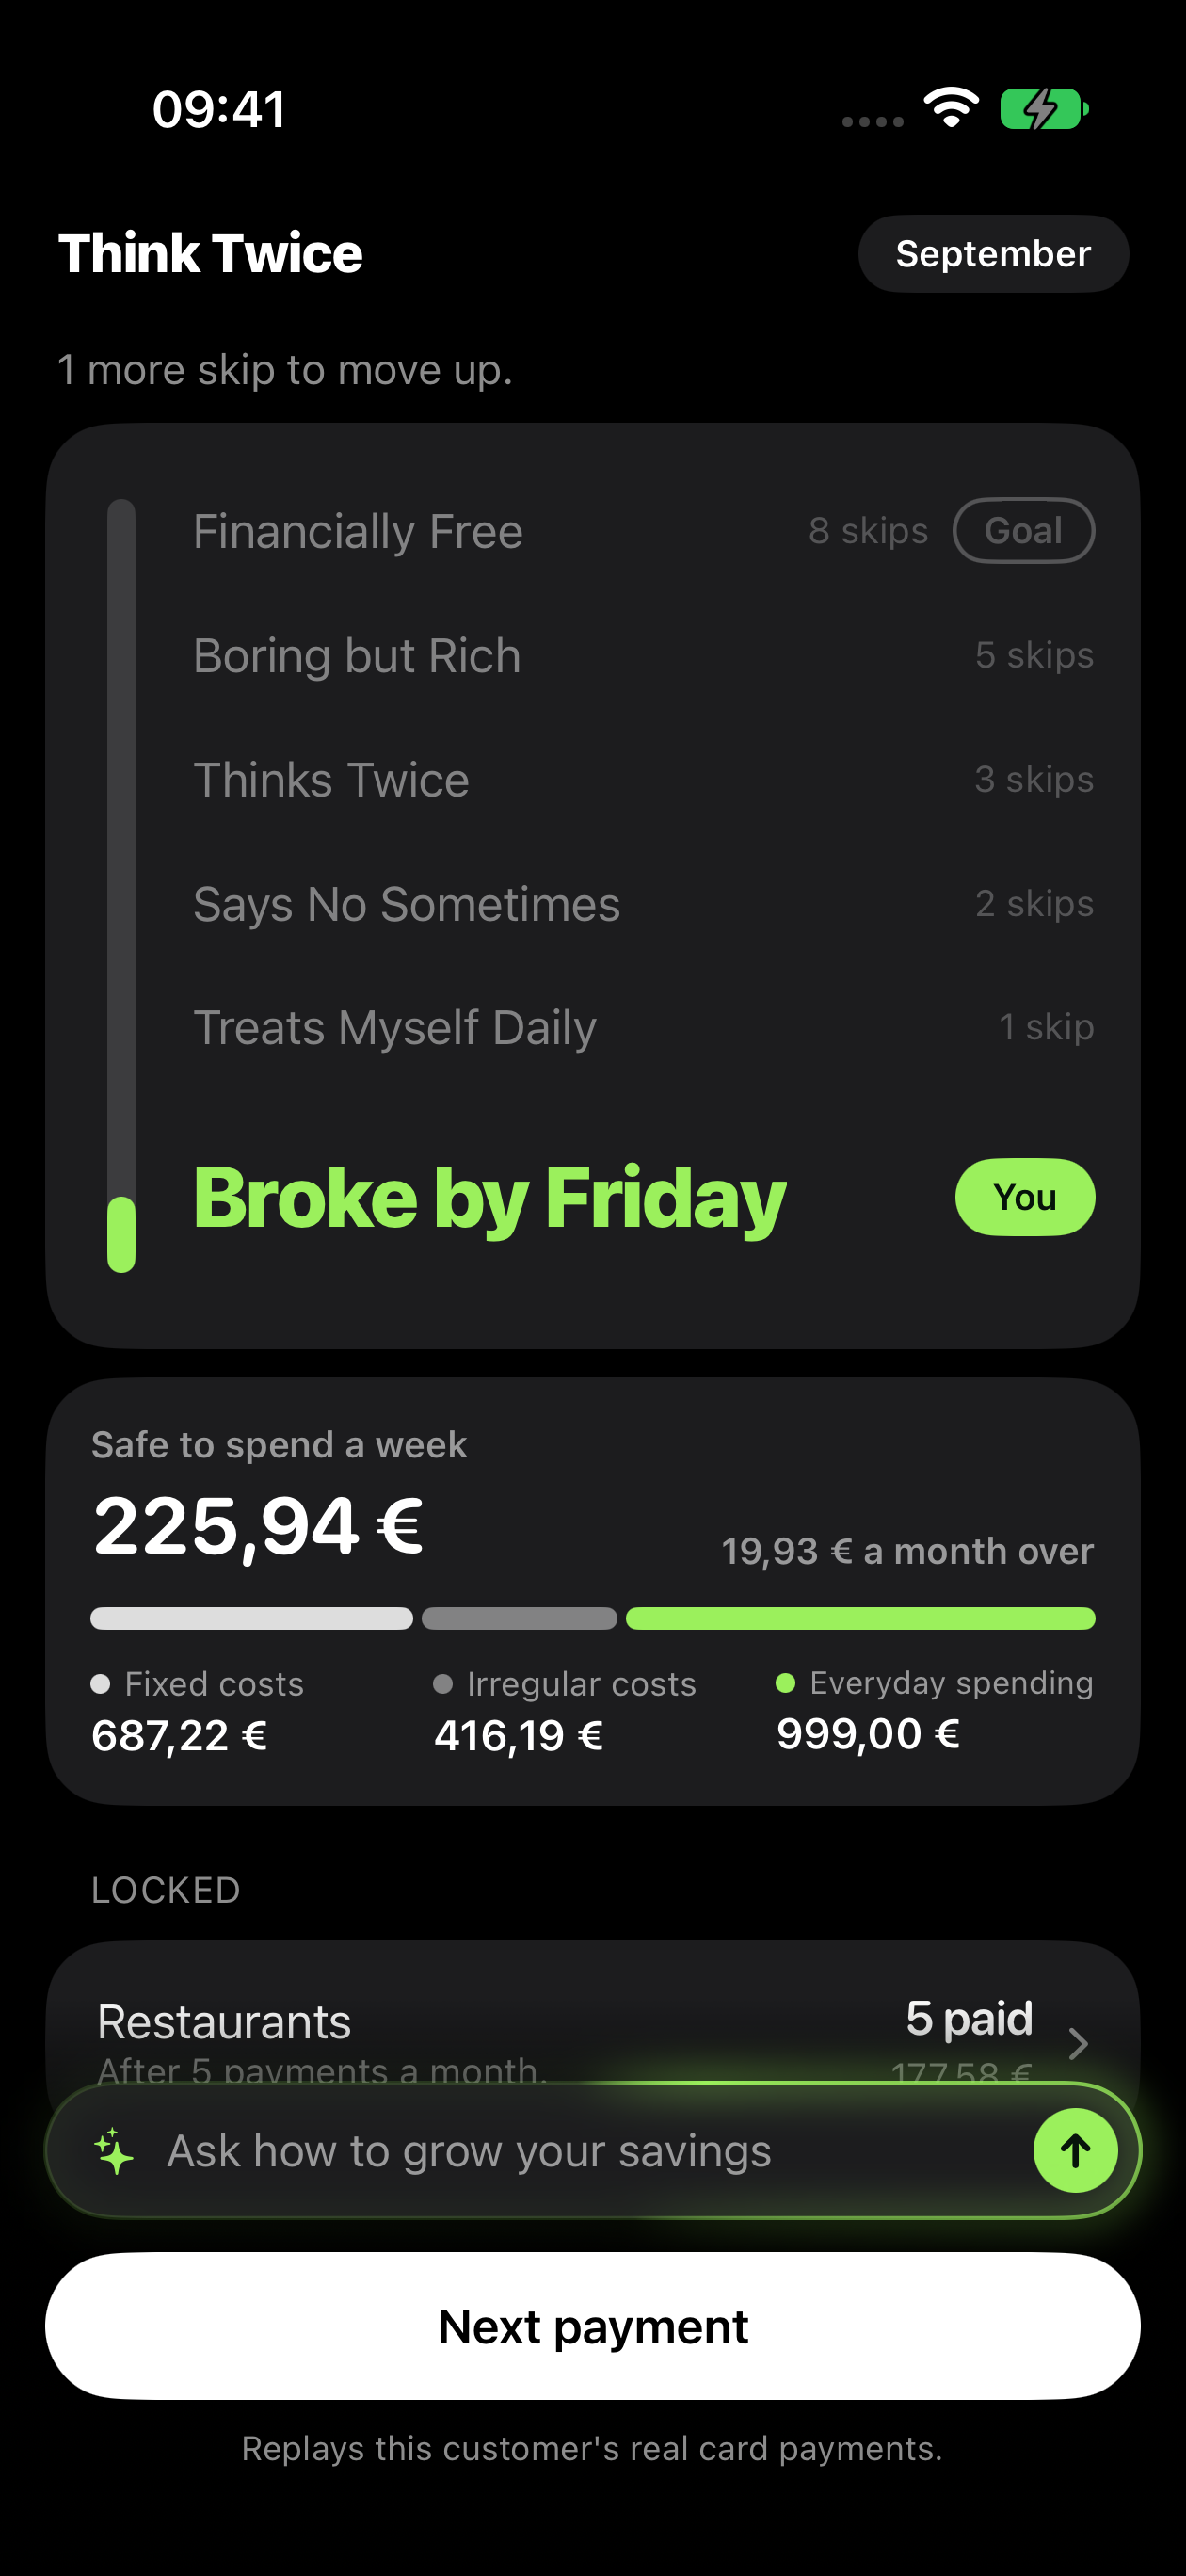 09:41
Think Twice
September
1 more skip to move up.
Financially Free 8 skips Goal
Boring but Rich 5 skips
Thinks Twice 3 skips
Says No Sometimes 2 skips
Treats Myself Daily 1 skip
Broke by Friday You
Safe to spend a week
225,94 €
19,93 € a month over
Fixed costs Irregular costs Everyday spending
687,22 € 416,19 € 999,00 €
LOCKED
Restaurants 5 paid
After 5 payments a month. 177,58 €
Ask how to grow your savings
Next payment
Replays this customer's real card payments.